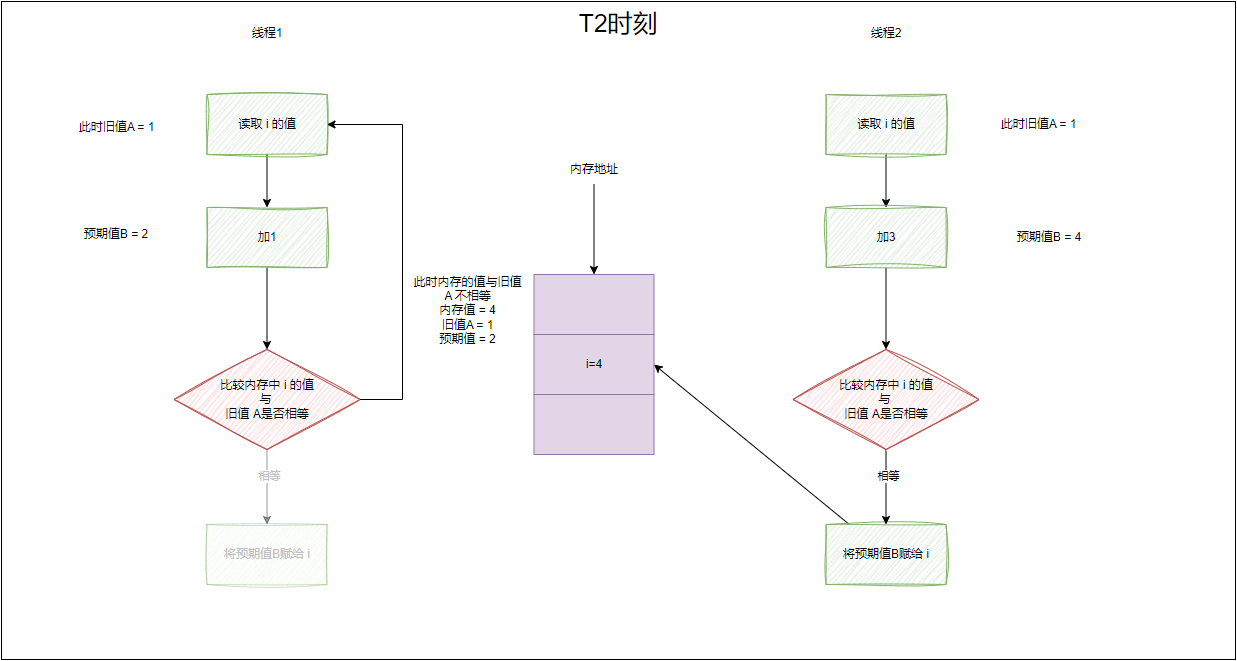 T2时刻
线程1
线程2
此时旧值A = 1
读取 i 的值
读取 i 的值
此时旧值A = 1
内存地址
预期值B = 2
加1
加3
预期值B = 4
此时内存的值与旧值
A 不相等
内存值 = 4
旧值A = 1
预期值 = 2
i=4
比较内存中 i 的值
与
旧值 A是否相等
比较内存中 i 的值
与
旧值 A是否相等
相等
相等
将预期值B赋给 i
将预期值B赋给 i